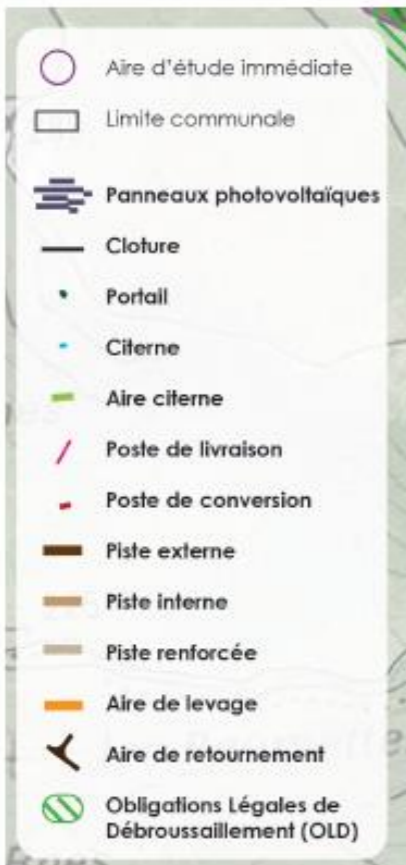 Aire d'étude immédiate
Limite communale
Panneaux photovoltaïques
Cloture
Portail
Citerne
Aire citerne
Poste de livraison
Poste de conversion
Piste externe
Piste interne
Piste renforcée
Aire de levage
Aire de retournement
Obligations Légales de
Débroussaillement (OLD)